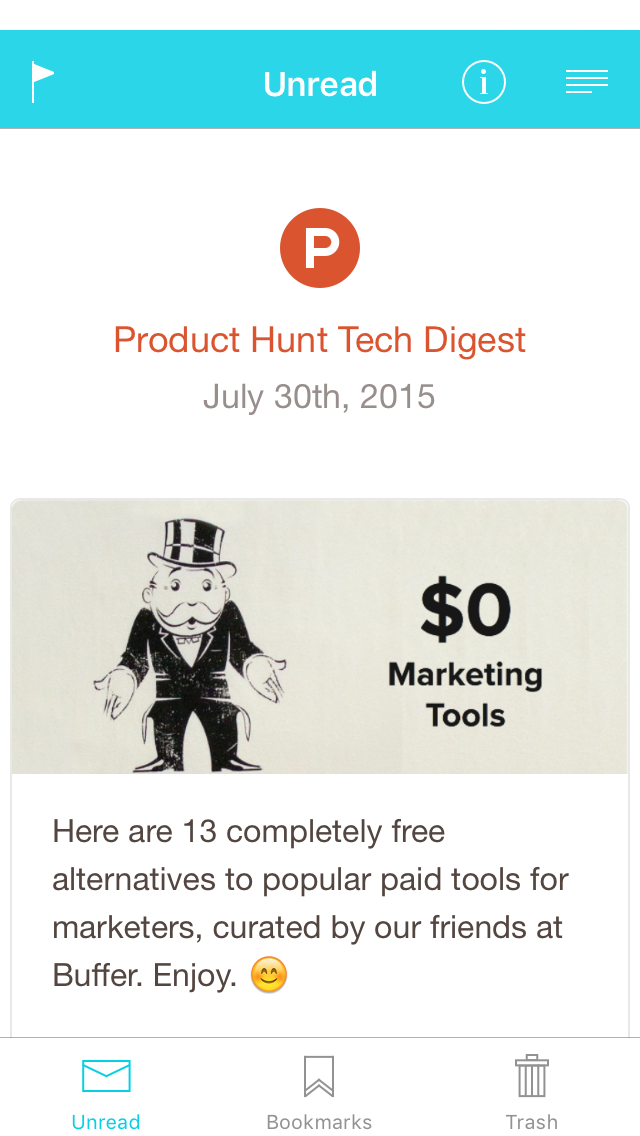 Unread
P
Product Hunt Tech Digest
July 30th, 2015
$0
Marketing
Tools
Here are 13 completely free
alternatives to popular paid tools for
marketers, curated by our friends at
Buffer. Enjoy. 😊
Unread
Bookmarks
Trash